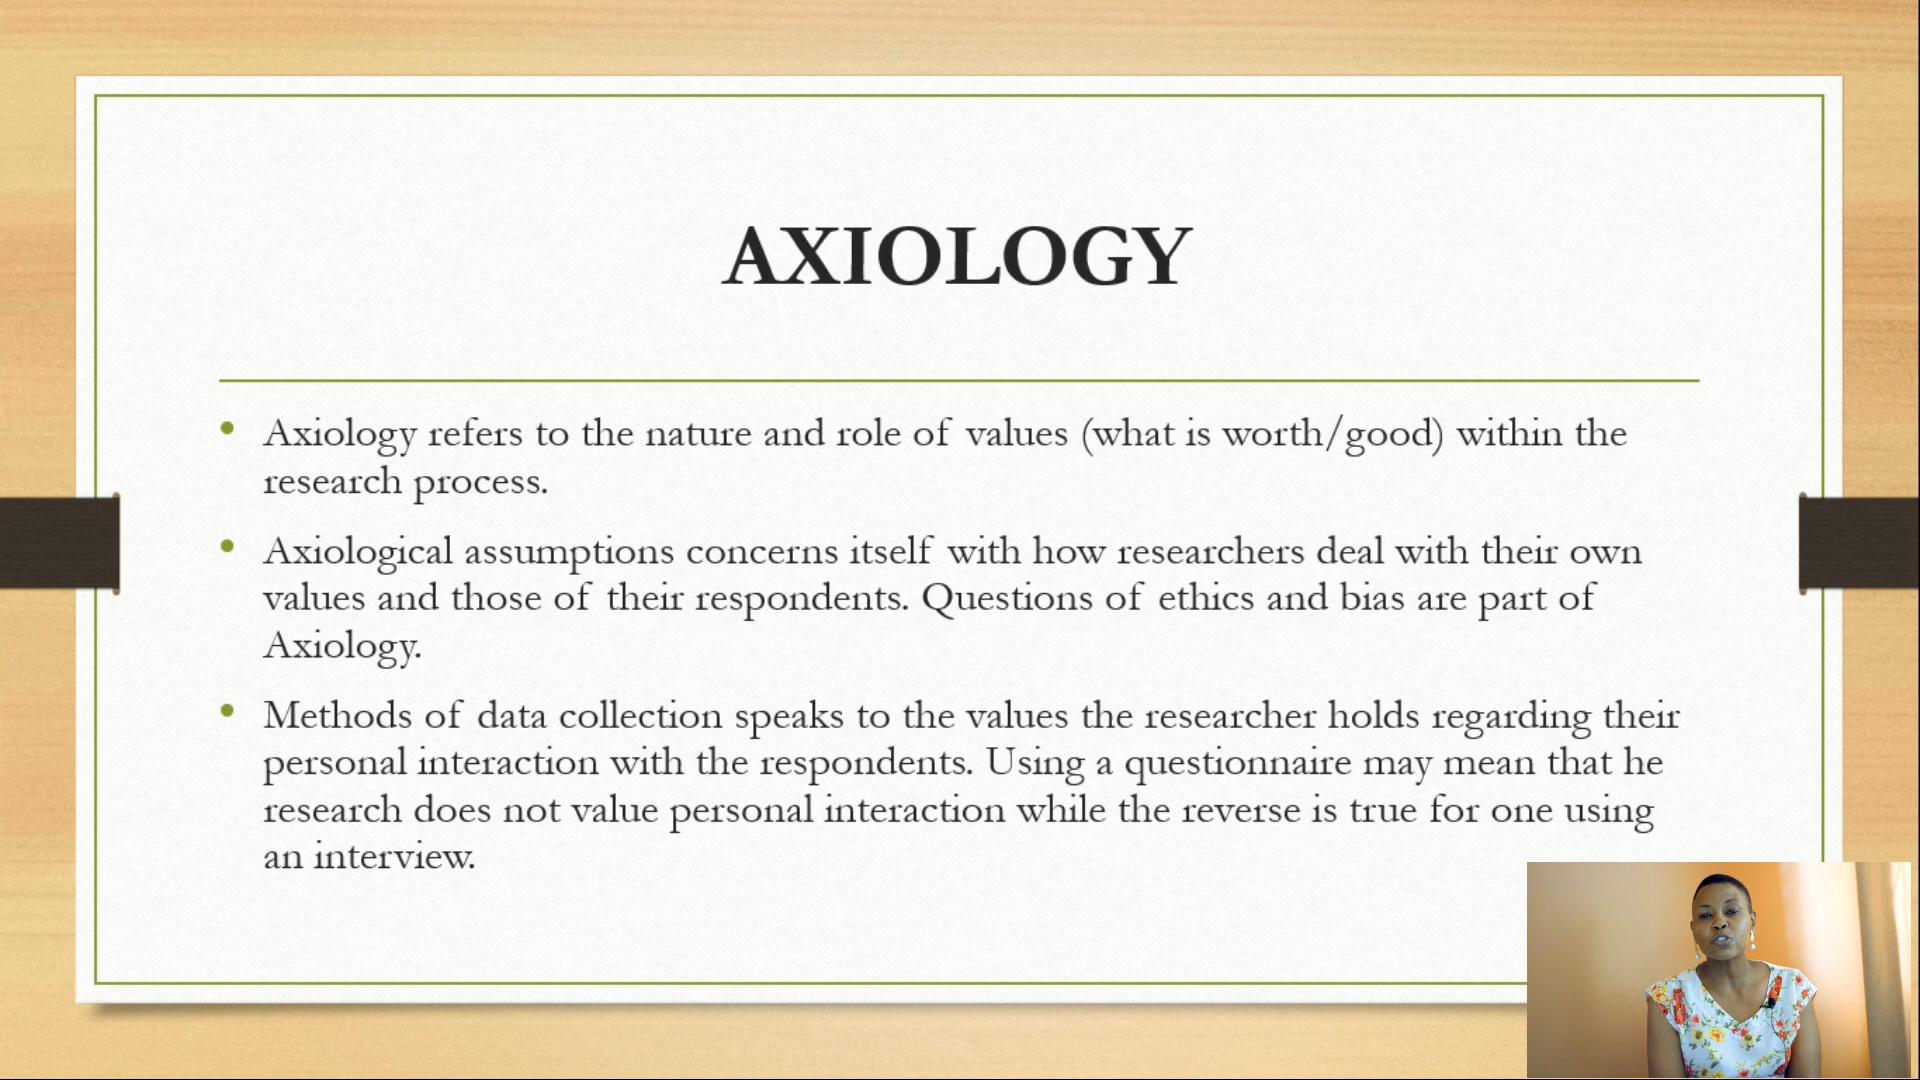 AXIOLOGY
• Axiology refers to the nature and role of values (what is worth/good) within the
research process.
• Axiological assumptions concerns itself with how researchers deal with their own
values and those of their respondents. Questions of ethics and bias are part of
Axiology.
• Methods of data collection speaks to the values the researcher holds regarding their
personal interaction with the respondents. Using a questionnaire may mean that he
research does not value personal interaction while the reverse is true for one using
an interview.